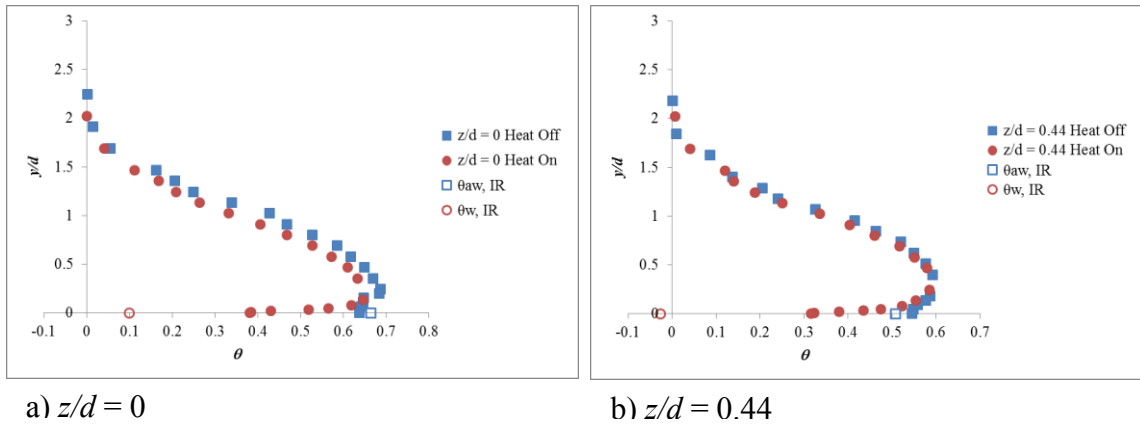 3
2.5
2
1.5
1
0.5
0
-0.1 0 0.1 0.2 0.3 0.4 0.5 0.6 0.7 0.8
y/d
θ
z/d = 0 Heat Off
z/d = 0 Heat On
θaw, IR
θw, IR
a) z/d = 0
3
2.5
2
1.5
1
0.5
0
-0.1 0 0.1 0.2 0.3 0.4 0.5 0.6 0.7
y/d
θ
z/d = 0.44 Heat Off
z/d = 0.44 Heat On
θaw, IR
θw, IR
b) z/d = 0.44